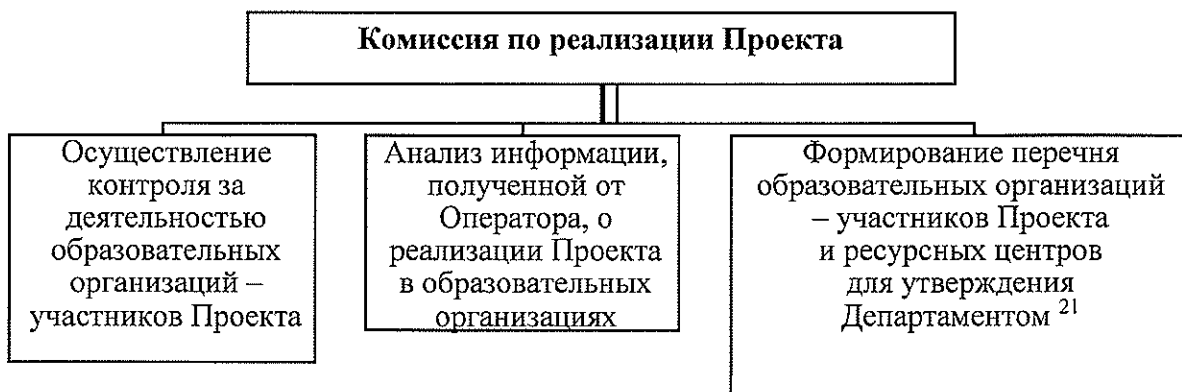 Комиссия по реализации Проекта
Осуществление
контроля за
деятельностью
образовательных
организаций –
участников Проекта
Анализ информации,
полученной от
Оператора, о
реализации Проекта
в образовательных
организациях
Формирование перечня
образовательных организаций
– участников Проекта
и ресурсных центров
для утверждения
Департаментом 21